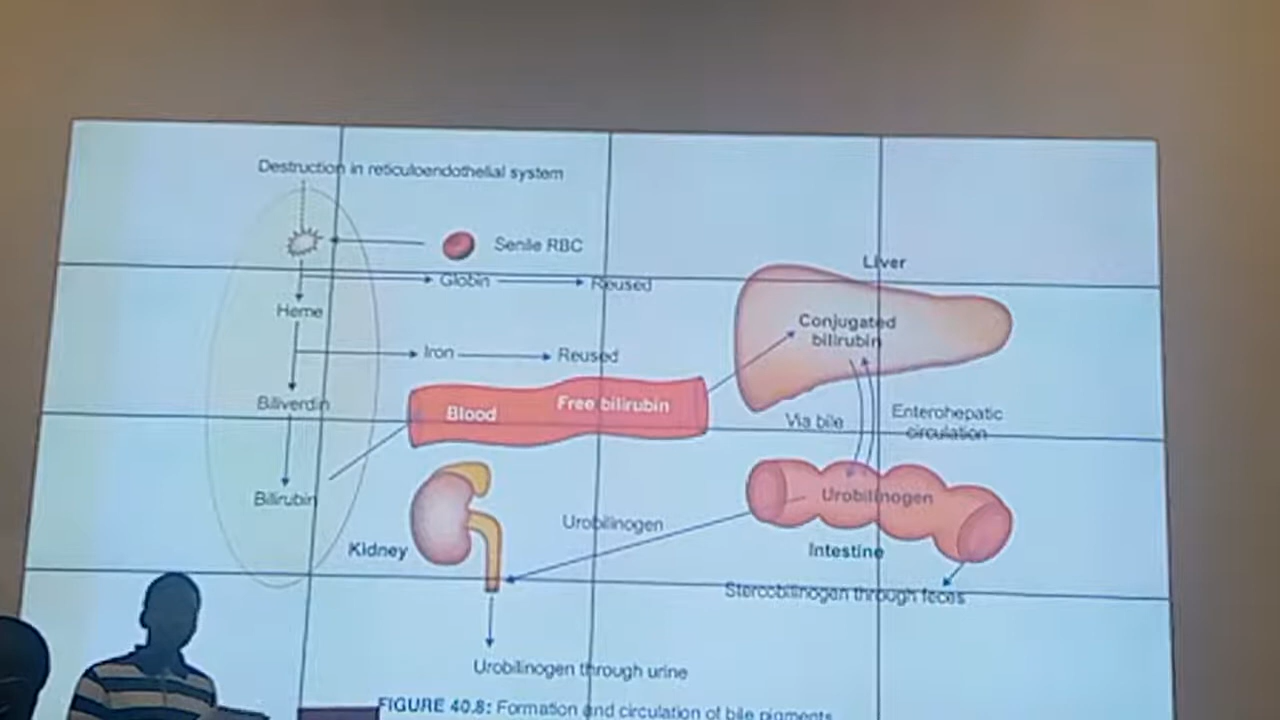 Destruction in reticuloendothelial system
Senile RBC
Globin
Reused
Liver
Heme
Conjugated
bilirubin
Iron
Reused
Biliverdin
Blood
Free bilirubin
Via bile
Enterohepatic
circulation
Bilirubin
Urobilinogen
Urobilinogen
Kidney
Intestine
Stercobilinogen through feces
Urobilinogen through urine
FIGURE 40.8: Formation and circulation of bile pigments